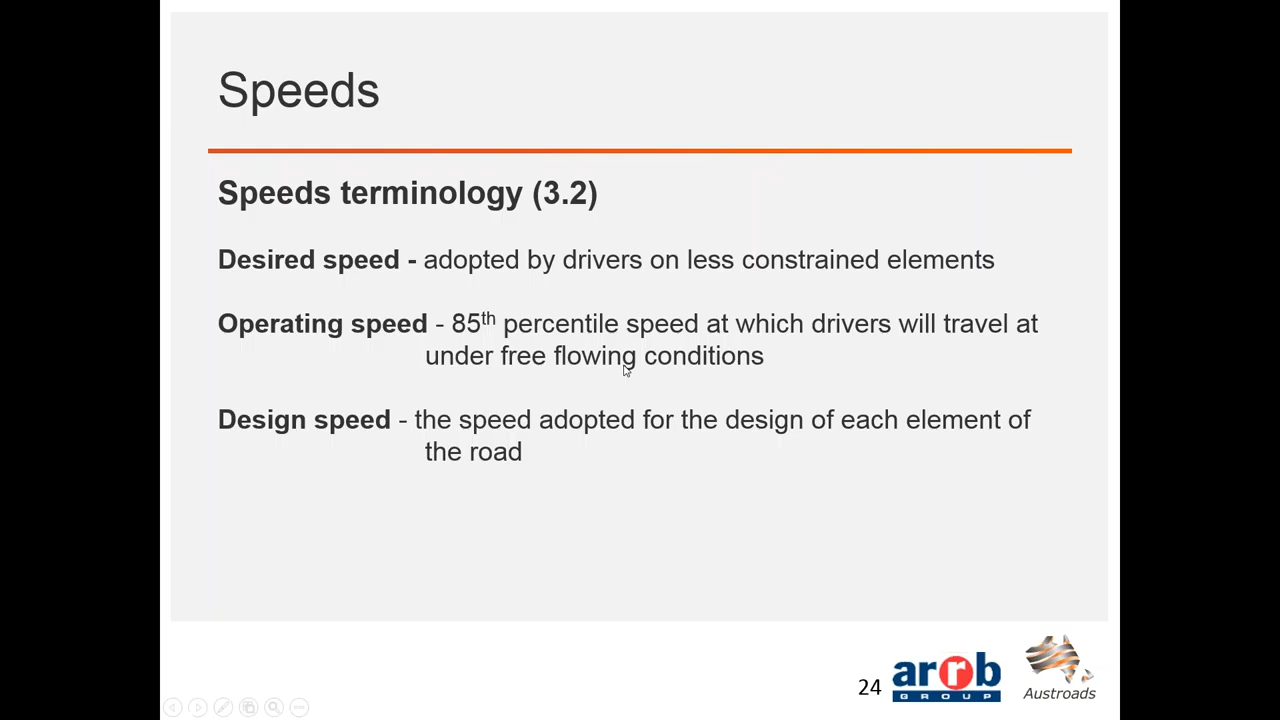 Speeds
Speeds terminology (3.2)
Desired speed - adopted by drivers on less constrained elements
Operating speed - 85th percentile speed at which drivers will travel at
under free flowing conditions
Design speed - the speed adopted for the design of each element of
the road
24
arrb
GROUP
Austroads